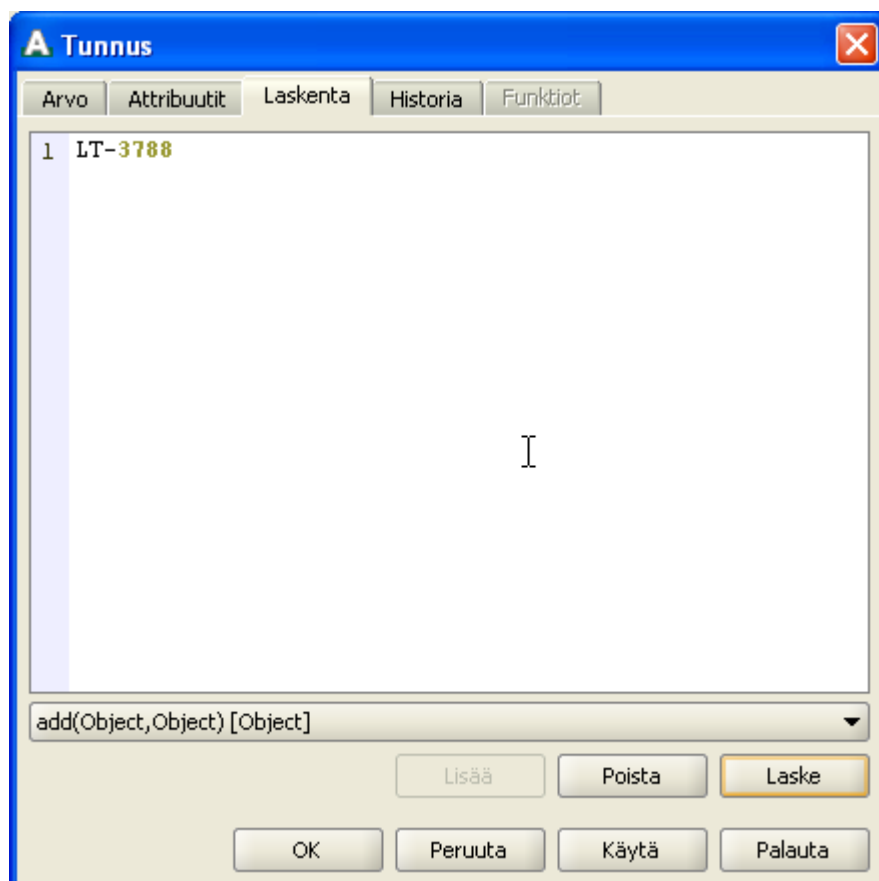 A Tunnus
Arvo Attribuutit Laskenta Historia Funktiot
1 LT-3788
add(Object,Object) [Object]
Lisää Poista Laske
OK Peruuta Käytä Palauta